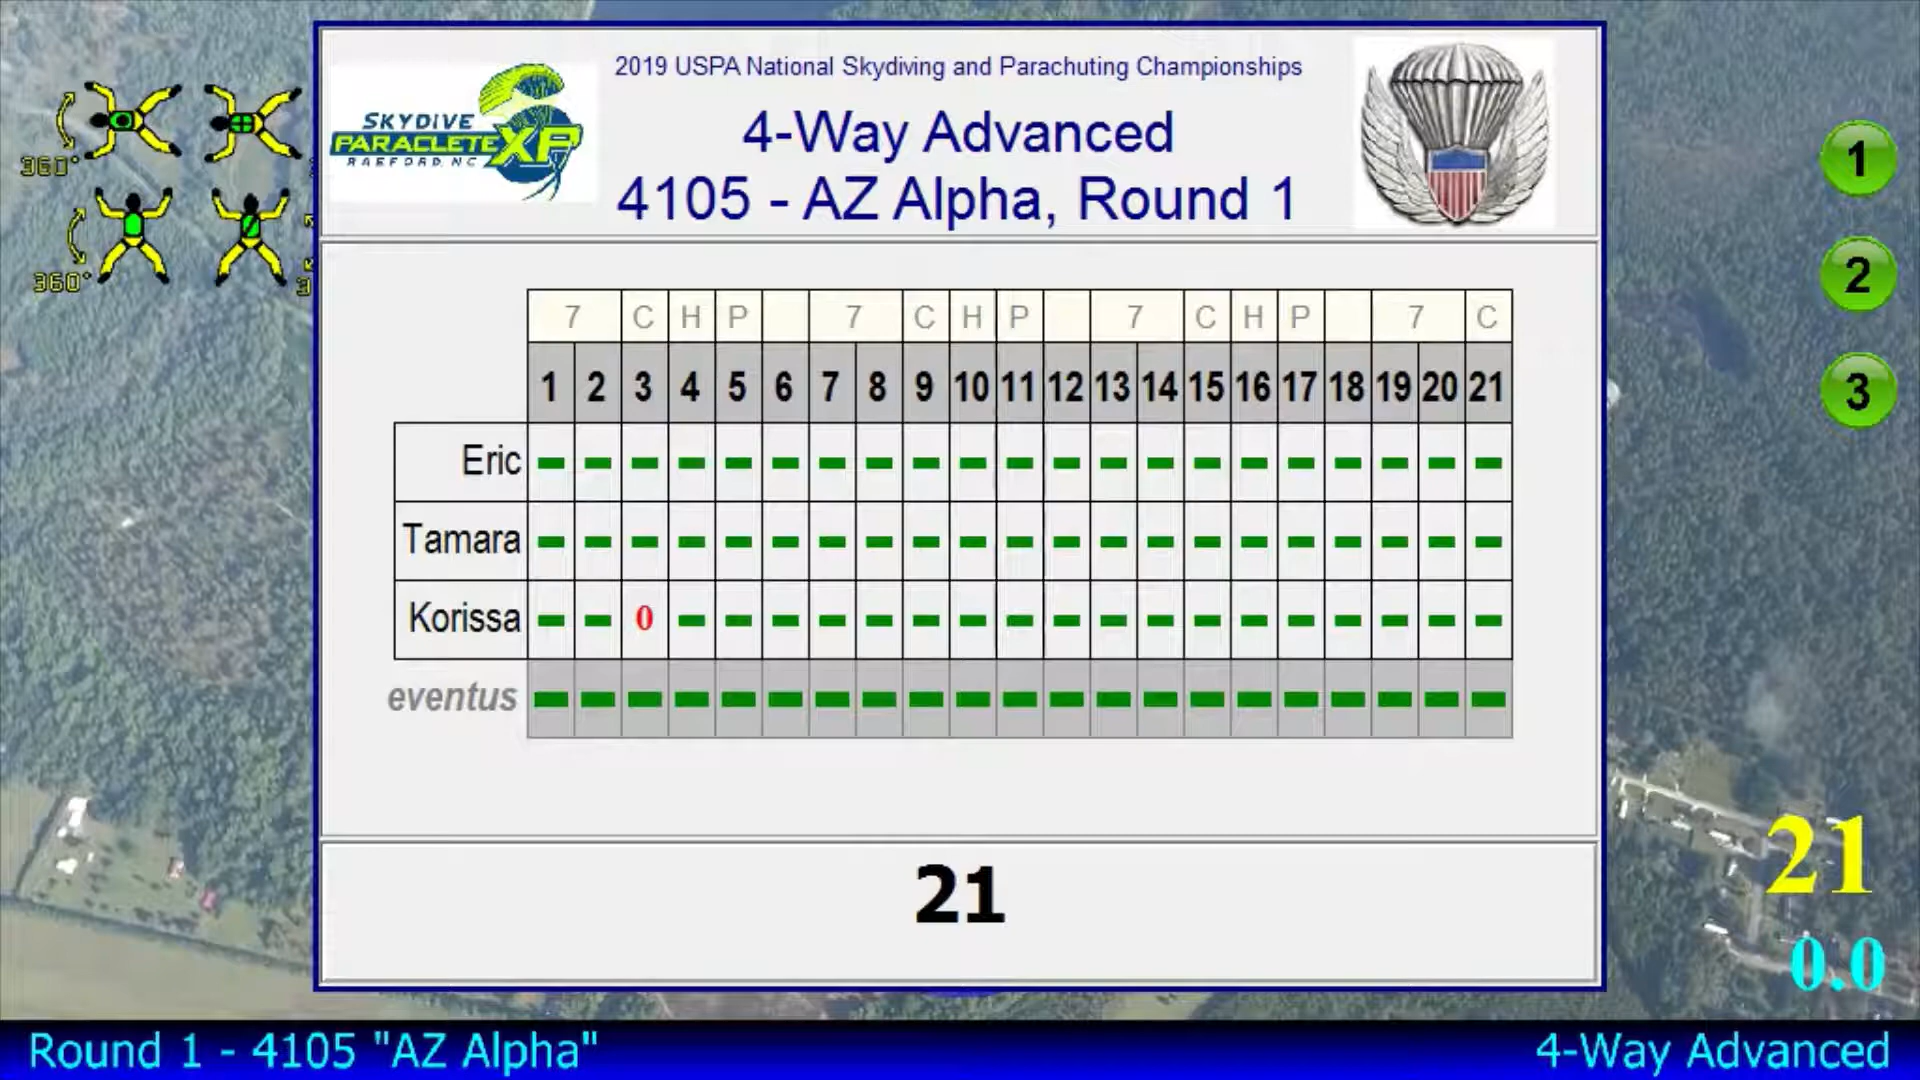 2019 USPA National Skydiving and Parachuting Championships
SKYDIVE
PARACLETE XP
RAEFORD, NC
4-Way Advanced
4105 - AZ Alpha, Round 1
360°
360°
1
2
3
7 C H P 7 C H P 7 C H P 7 C
1 2 3 4 5 6 7 8 9 10 11 12 13 14 15 16 17 18 19 20 21
Eric - - - - - - - - - - - - - - - - - - - - -
Tamara - - - - - - - - - - - - - - - - - - - - -
Korissa - - 0 - - - - - - - - - - - - - - - - - -
eventus - - - - - - - - - - - - - - - - - - - - -
21
21
0.0
Round 1 - 4105 "AZ Alpha"
4-Way Advanced